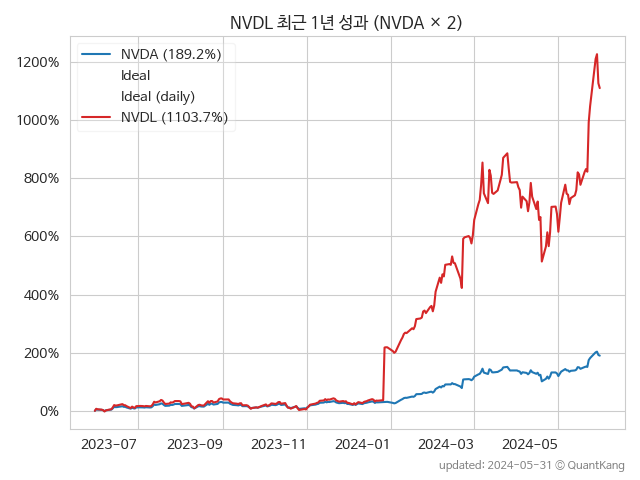 NVDL 최근 1년 성과 (NVDA × 2)
NVDA (189.2%)
Ideal
Ideal (daily)
NVDL (1103.7%)
1200%
1000%
800%
600%
400%
200%
0%
2023-07
2023-09
2023-11
2024-01
2024-03
2024-05
updated: 2024-05-31 © QuantKang